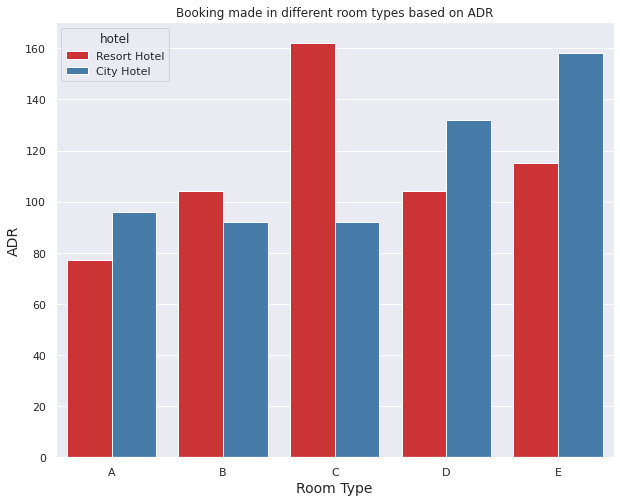 Booking made in different room types based on ADR
hotel
Resort Hotel
City Hotel
160
140
120
100
80
60
40
20
0
ADR
A B C D E
Room Type